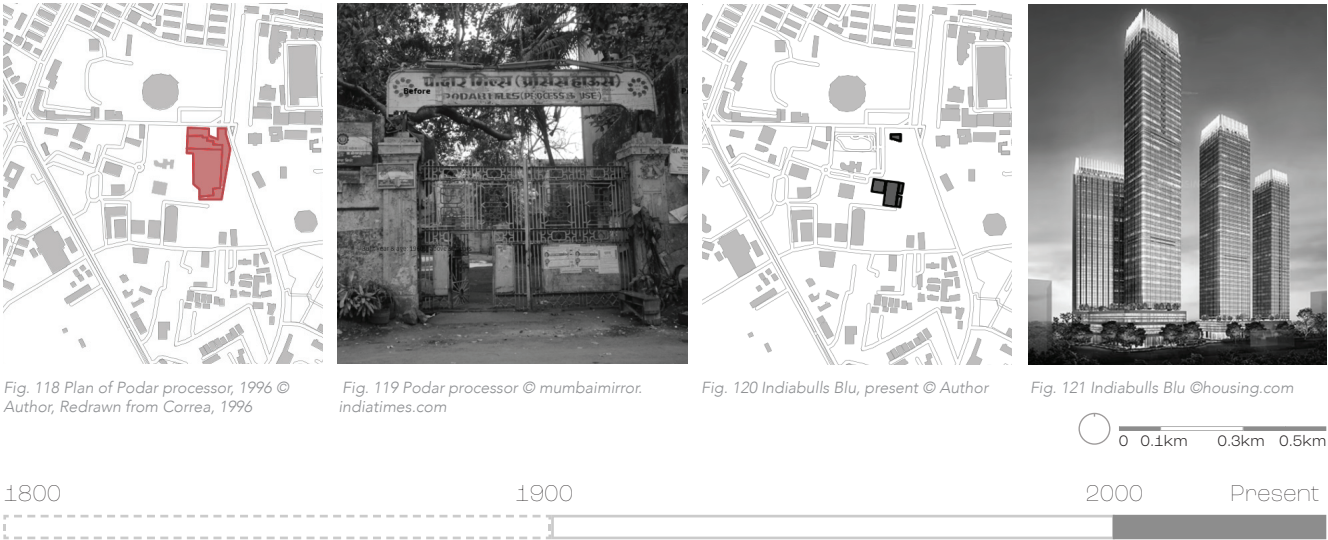 Before
पोदार मिल्स (प्रोसेस हाऊस)
PODAR MILLS (PROCESS
Fig. 118 Plan of Podar processor, 1996 ©
Author, Redrawn from Correa, 1996
Fig. 119 Podar processor © mumbaimirror.
indiatimes.com
Fig. 120 Indiabulls Blu, present © Author
Fig. 121 Indiabulls Blu ©housing.com
0 0.1km 0.3km 0.5km
1800 1900 2000 Present